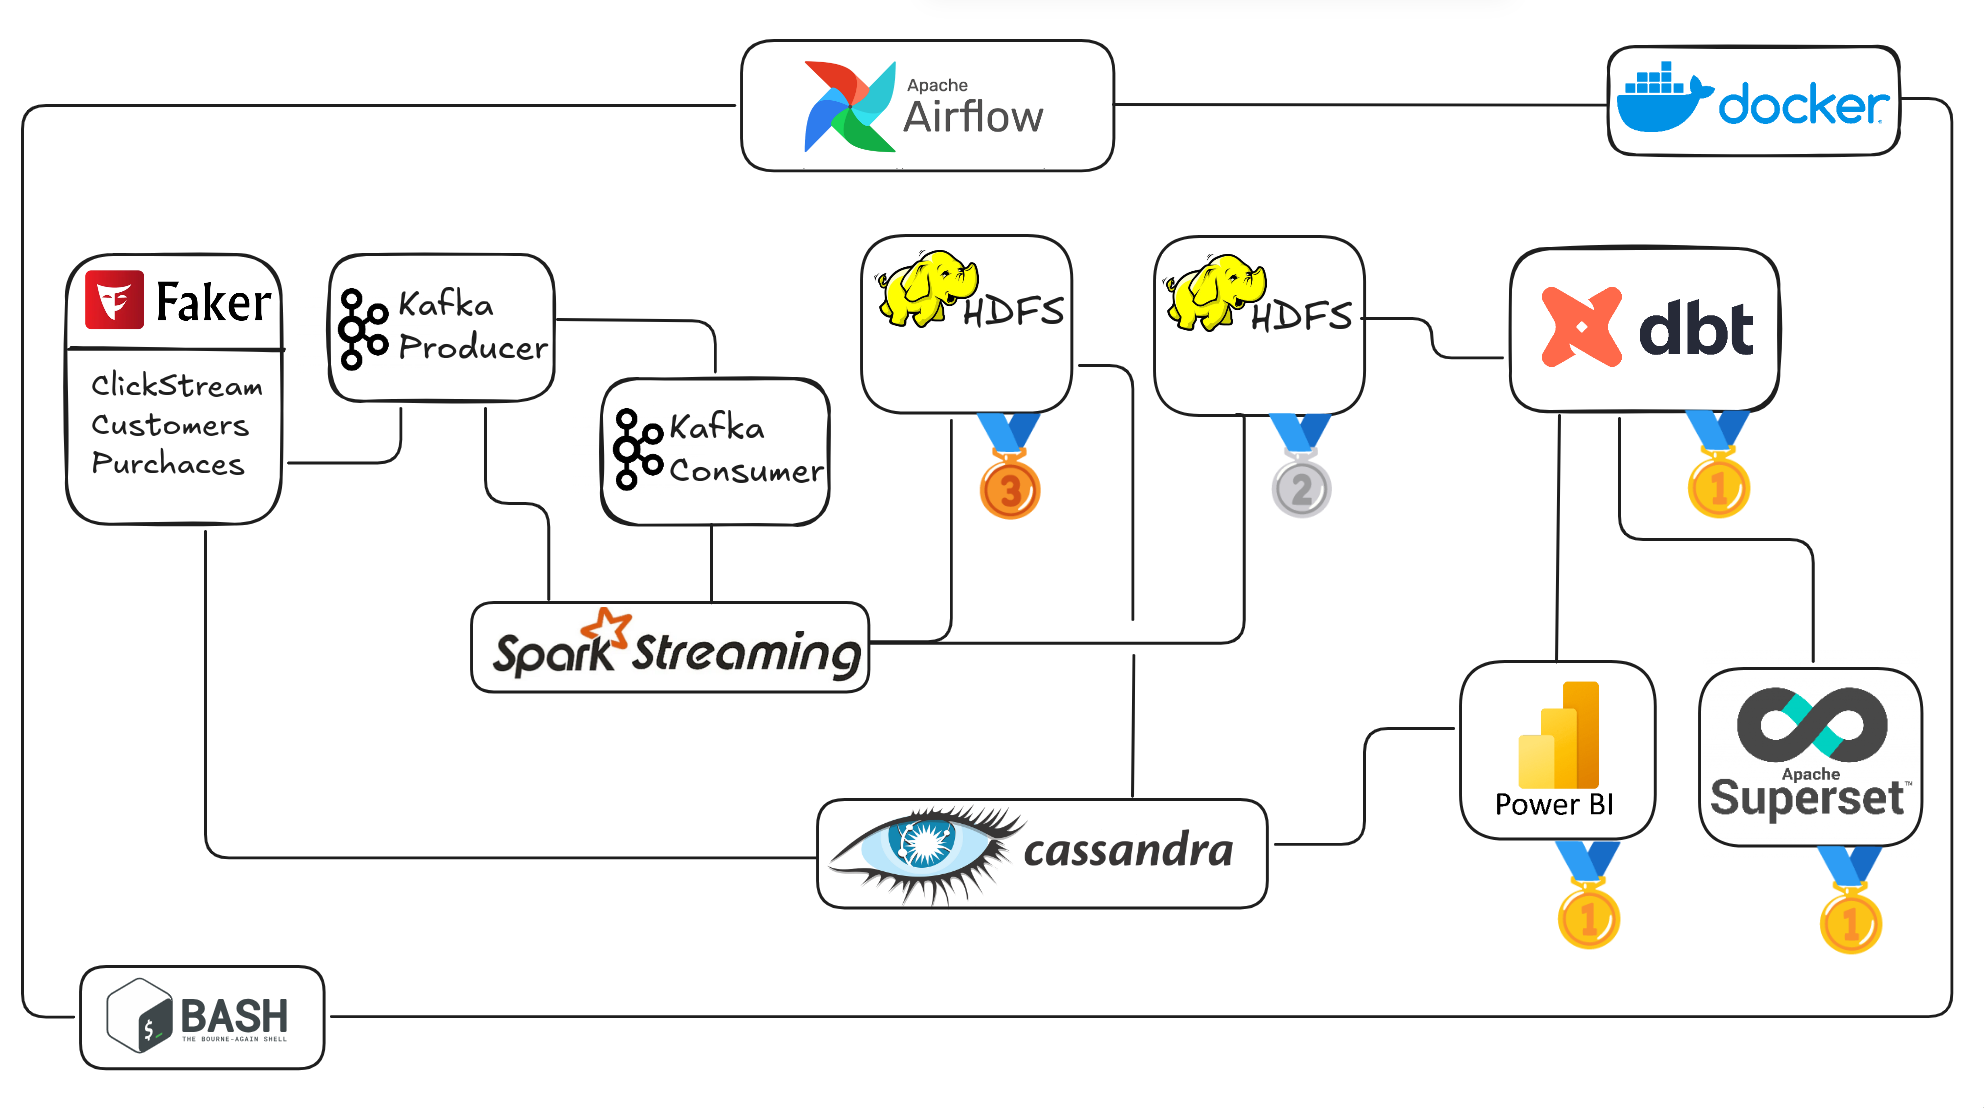 Apache
Airflow
docker
Faker
ClickStream
Customers
Purchaces
Kafka
Producer
Kafka
Consumer
HDFS
3
HDFS
2
dbt
1
Spark Streaming
cassandra
Power BI
1
Apache
Superset™
1
$_
BASH
THE BOURNE-AGAIN SHELL